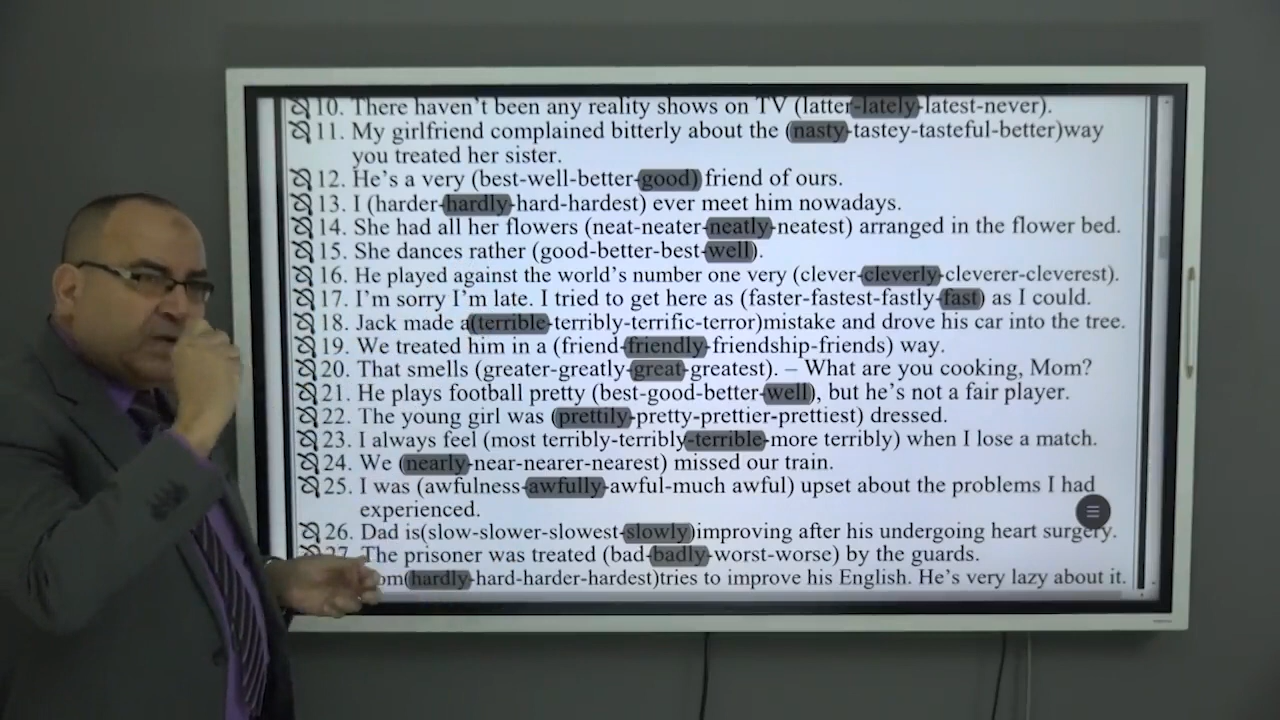 10. There haven't been any reality shows on TV (latter-lately-latest-never).
11. My girlfriend complained bitterly about the (nasty-tastey-tasteful-better)way
you treated her sister.
12. He's a very (best-well-better-good) friend of ours.
13. I (harder-hardly-hard-hardest) ever meet him nowadays.
14. She had all her flowers (neat-neater-neatly-neatest) arranged in the flower bed.
15. She dances rather (good-better-best-well).
16. He played against the world's number one very (clever-cleverly-cleverer-cleverest).
17. I'm sorry I'm late. I tried to get here as (faster-fastest-fastly-fast) as I could.
18. Jack made a(terrible-terribly-terrific-terror)mistake and drove his car into the tree.
19. We treated him in a (friend-friendly-friendship-friends) way.
20. That smells (greater-greatly-great-greatest). – What are you cooking, Mom?
21. He plays football pretty (best-good-better-well), but he's not a fair player.
22. The young girl was (prettily-pretty-prettier-prettiest) dressed.
23. I always feel (most terribly-terribly-terrible-more terribly) when I lose a match.
24. We (nearly-near-nearer-nearest) missed our train.
25. I was (awfulness-awfully-awful-much awful) upset about the problems I had
experienced.
26. Dad is(slow-slower-slowest-slowly)improving after his undergoing heart surgery.
27. The prisoner was treated (bad-badly-worst-worse) by the guards.
om(hardly-hard-harder-hardest)tries to improve his English. He's very lazy about it.